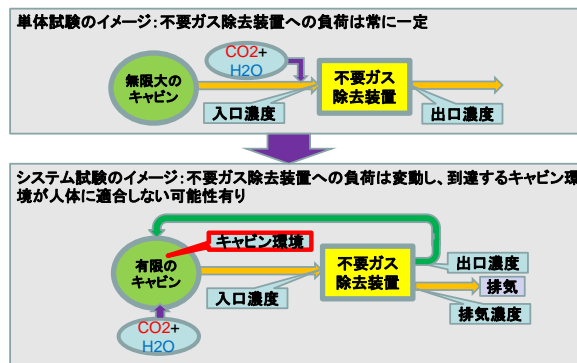 単体試験のイメージ:不要ガス除去装置への負荷は常に一定
CO2+
H2O
無限大の
キャビン
不要ガス
除去装置
入口濃度
出口濃度
システム試験のイメージ:不要ガス除去装置への負荷は変動し、到達するキャビン環
境が人体に適合しない可能性有り
キャビン環境
有限の
キャビン
不要ガス
除去装置
出口濃度
入口濃度
排気
排気濃度
CO2+
H2O